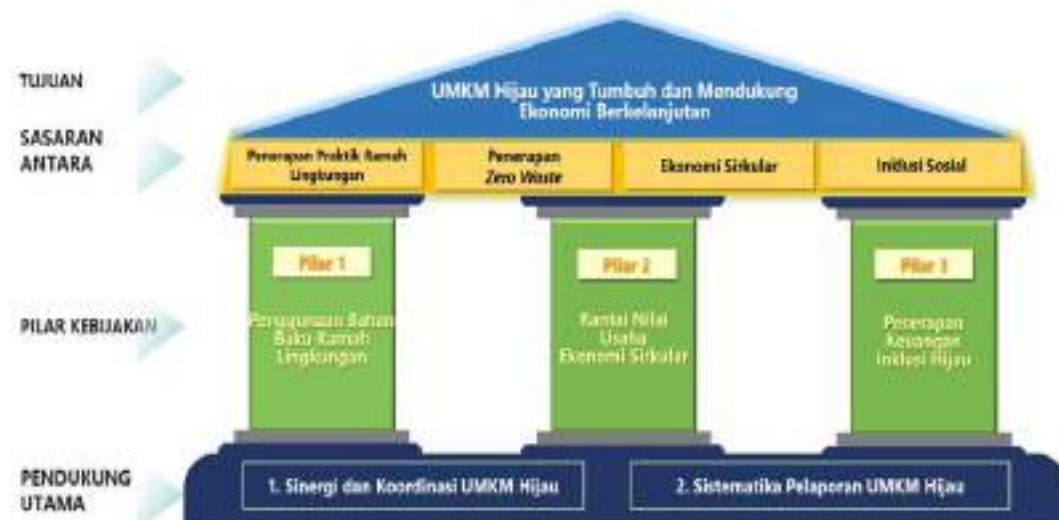 TUJUAN
UMKM Hijau yang Tumbuh dan Mendukung
Ekonomi Berkelanjutan
SASARAN
ANTARA
Penerapan Praktik Ramah
Lingkungan
Penerapan
Zero Waste
Ekonomi Sirkular
Inklusi Sosial
PILAR KEBIJAKAN
Pilar 1
Penggunaan Bahan
Baku Ramah
Lingkungan
Pilar 2
Rantai Nilai
Usaha
Ekonomi Sirkular
Pilar 3
Penerapan
Keuangan
Inklusi Hijau
PENDUKUNG
UTAMA
1. Sinergi dan Koordinasi UMKM Hijau
2. Sistematika Pelaporan UMKM Hijau